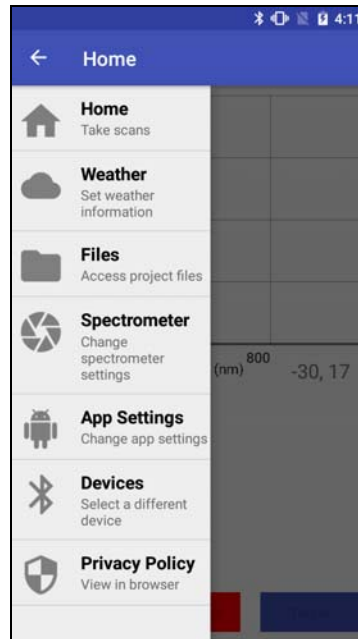 4:11
Home
Home
Take scans
Weather
Set weather
information
Files
Access project files
Spectrometer
Change
spectrometer
settings
(nm) 800 -30, 17
App Settings
Change app settings
Devices
Select a different
device
Privacy Policy
View in browser